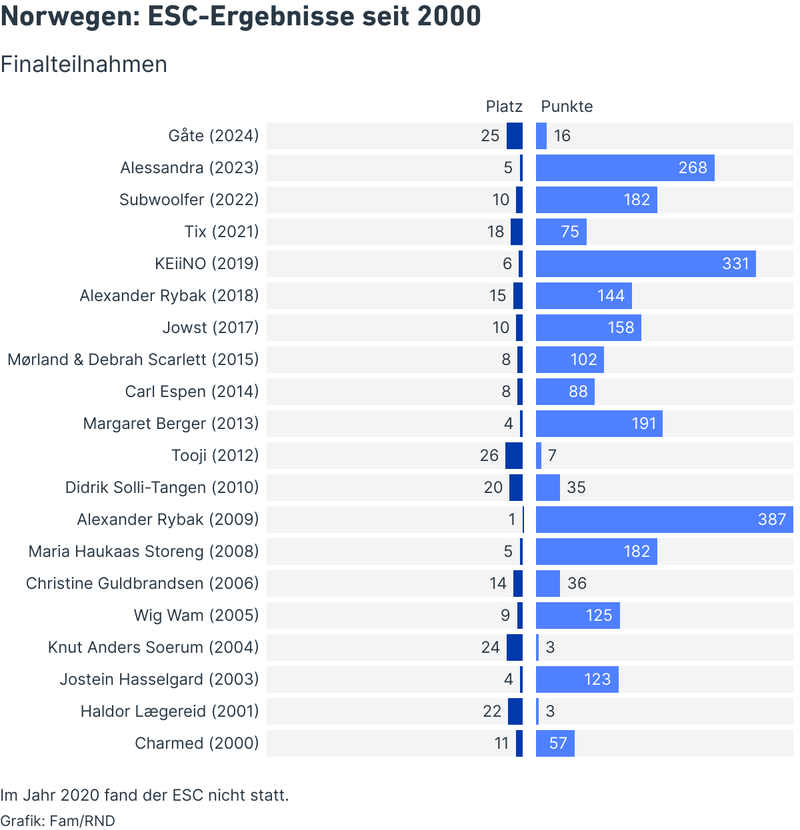 Norwegen: ESC-Ergebnisse seit 2000
Finalteilnahmen
Platz Punkte
Gåte (2024) 25 16
Alessandra (2023) 5 268
Subwoolfer (2022) 10 182
Tix (2021) 18 75
KEiiNO (2019) 6 331
Alexander Rybak (2018) 15 144
Jowst (2017) 10 158
Mørland & Debrah Scarlett (2015) 8 102
Carl Espen (2014) 8 88
Margaret Berger (2013) 4 191
Tooji (2012) 26 7
Didrik Solli-Tangen (2010) 20 35
Alexander Rybak (2009) 1 387
Maria Haukaas Storeng (2008) 5 182
Christine Guldbrandsen (2006) 14 36
Wig Wam (2005) 9 125
Knut Anders Soerum (2004) 24 3
Jostein Hasselgard (2003) 4 123
Haldor Lægereid (2001) 22 3
Charmed (2000) 11 57
Im Jahr 2020 fand der ESC nicht statt.
Grafik: Fam/RND